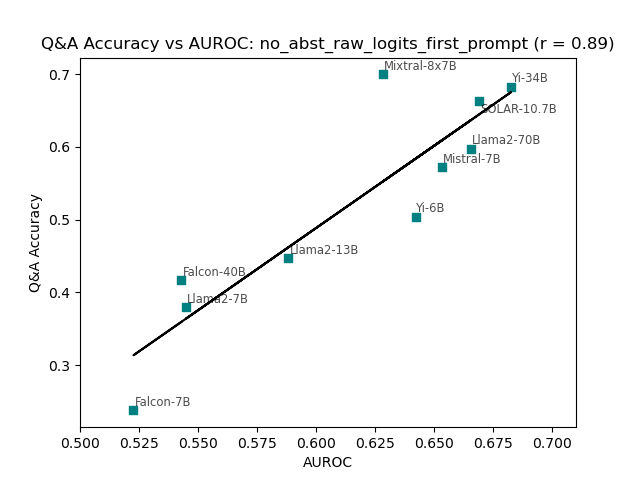 Q&A Accuracy vs AUROC: no_abst_raw_logits_first_prompt (r = 0.89)
Q&A Accuracy
0.7
0.6
0.5
0.4
0.3
Mixtral-8x7B
Yi-34B
SOLAR-10.7B
Llama2-70B
Mistral-7B
Yi-6B
Llama2-13B
Falcon-40B
Llama2-7B
Falcon-7B
0.500 0.525 0.550 0.575 0.600 0.625 0.650 0.675 0.700
AUROC